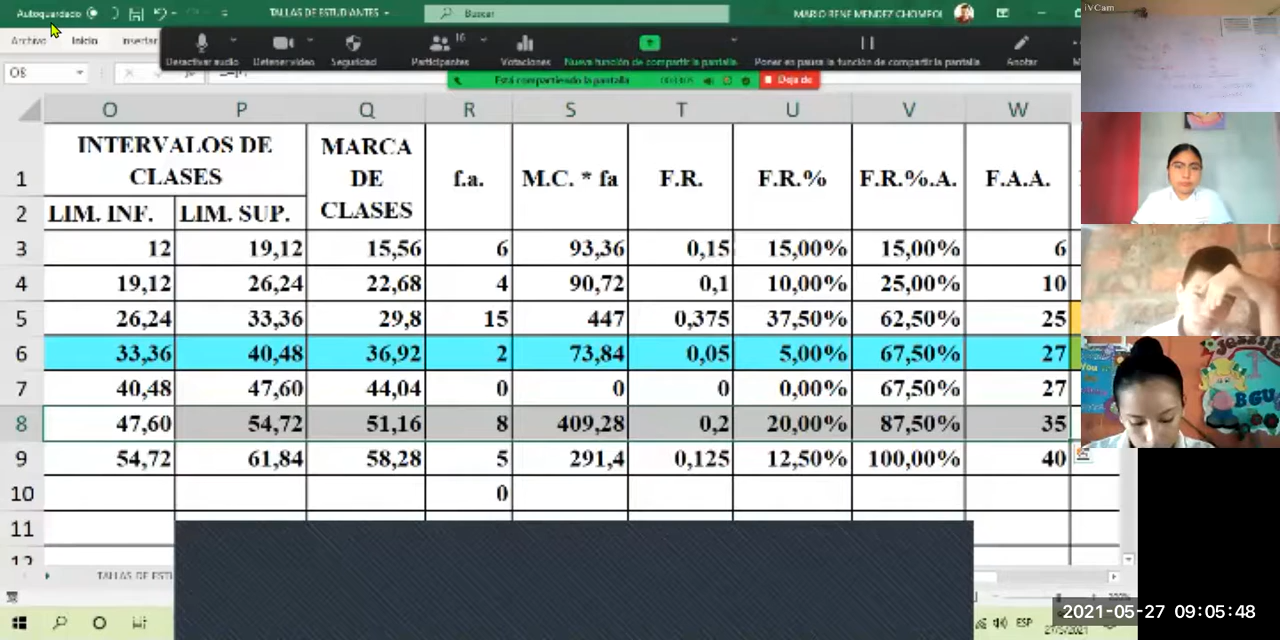 Autoguardado
TALLAS DE ESTUDIANTES
Buscar
MARIO RENE MENDEZ CHOMPOL
iVCam
Archivo Inicio Insertar
16
Desactivar audio Detener video Seguridad Participantes Votaciones Nueva función de compartir la pantalla Poner en pausa la función de compartir la pantalla Anotar
O8
Está compartiendo la pantalla
Deja de
O P Q R S T U V W
1 INTERVALOS DE CLASES MARCA DE CLASES f.a. M.C. * fa F.R. F.R.% F.R.%.A. F.A.A.
2 LIM. INF. LIM. SUP.
3 12 19,12 15,56 6 93,36 0,15 15,00% 15,00% 6
4 19,12 26,24 22,68 4 90,72 0,1 10,00% 25,00% 10
5 26,24 33,36 29,8 15 447 0,375 37,50% 62,50% 25
6 33,36 40,48 36,92 2 73,84 0,05 5,00% 67,50% 27
7 40,48 47,60 44,04 0 0 0 0,00% 67,50% 27
8 47,60 54,72 51,16 8 409,28 0,2 20,00% 87,50% 35
9 54,72 61,84 58,28 5 291,4 0,125 12,50% 100,00% 40
10 0
11
12
BGU
TALLAS DE ESTU
ESP
27/5/2021
2021-05-27 09:05:48